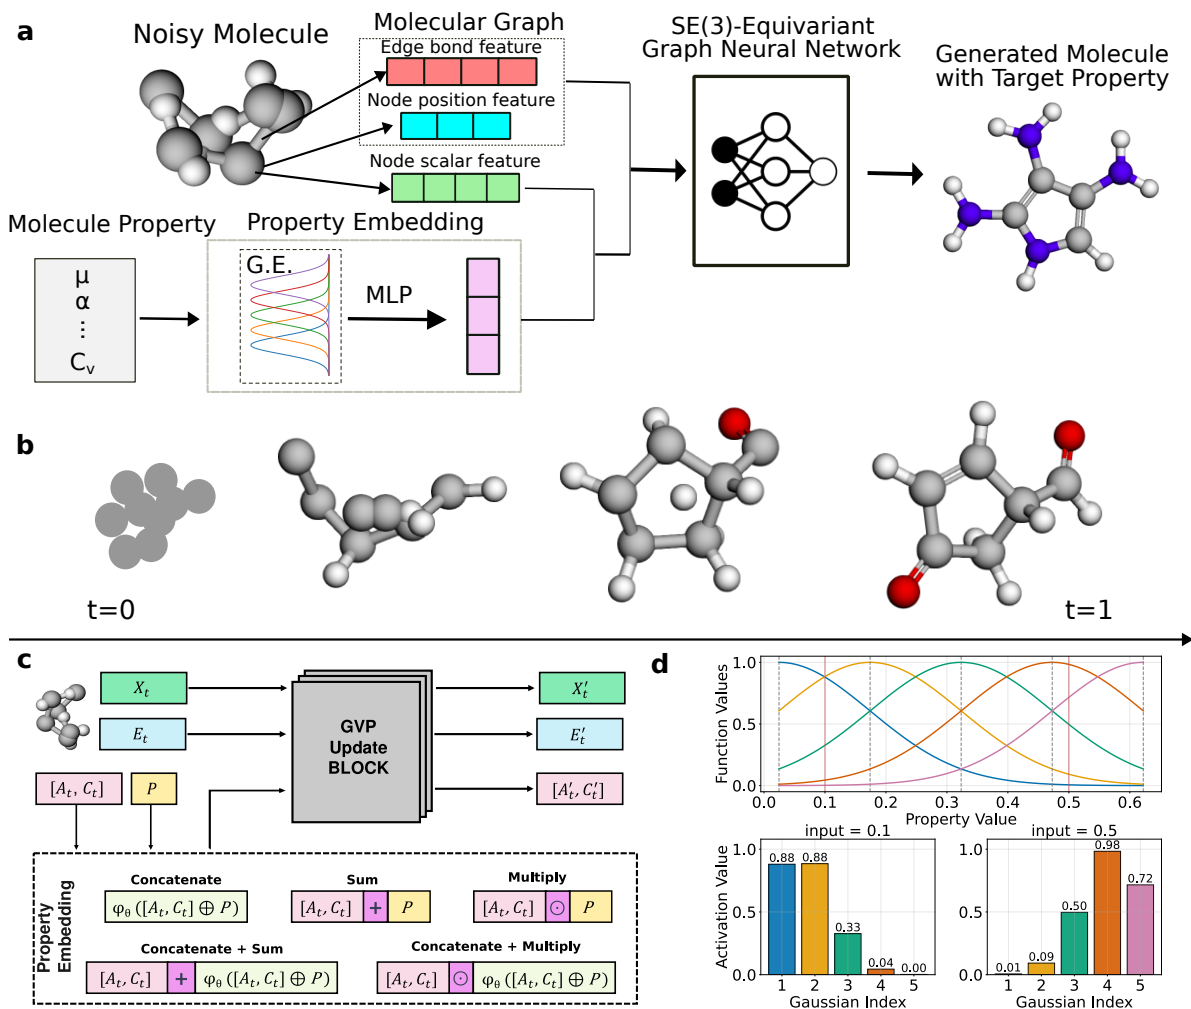 a
Noisy Molecule
Molecular Graph
Edge bond feature
Node position feature
Node scalar feature
SE(3)-Equivariant
Graph Neural Network
Generated Molecule
with Target Property
Molecule Property
μ
α
⋮
Cᵥ
Property Embedding
G.E.
MLP
b
t=0
t=1
c
Xₜ
Eₜ
[Aₜ, Cₜ]
P
GVP
Update
BLOCK
X′ₜ
E′ₜ
[A′ₜ, C′ₜ]
Property
Embedding
Concatenate
φ_θ ([Aₜ, Cₜ] ⊕ P)
Sum
[Aₜ, Cₜ] + P
Multiply
[Aₜ, Cₜ] ⊙ P
Concatenate + Sum
[Aₜ, Cₜ] + φ_θ ([Aₜ, Cₜ] ⊕ P)
Concatenate + Multiply
[Aₜ, Cₜ] ⊙ φ_θ ([Aₜ, Cₜ] ⊕ P)
d
Function Values
1.0
0.5
0.0
0.0 0.1 0.2 0.3 0.4 0.5 0.6
Property Value
input = 0.1
Activation Value
1.0
0.5
0.0
0.88 0.88 0.33 0.04 0.00
1 2 3 4 5
Gaussian Index
input = 0.5
1.0
0.5
0.0
0.01 0.09 0.50 0.98 0.72
1 2 3 4 5
Gaussian Index